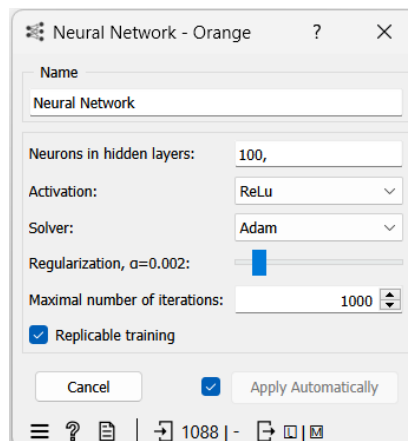 Neural Network - Orange ?
Name
Neural Network
Neurons in hidden layers: 100,
Activation: ReLu
Solver: Adam
Regularization, α=0.002:
Maximal number of iterations: 1000
Replicable training
Cancel Apply Automatically
? 1088 | - L | M